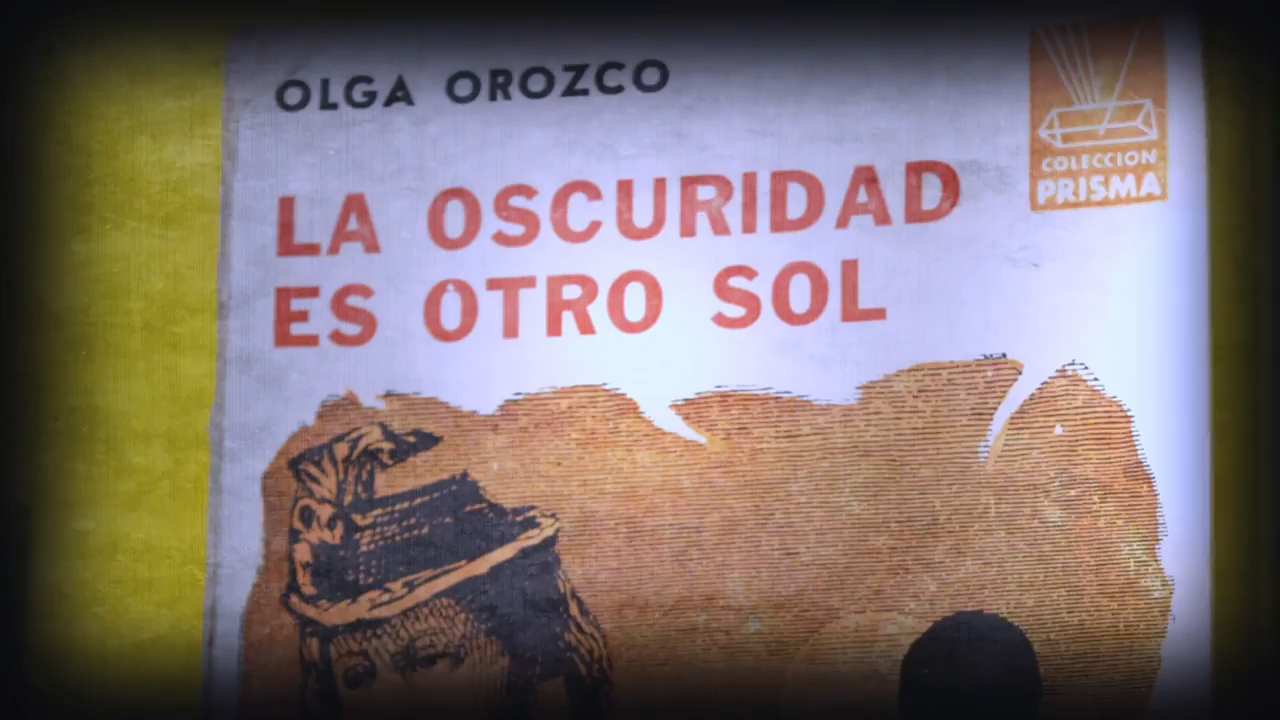 OLGA OROZCO
LA OSCURIDAD
ES OTRO SOL
COLECCION
PRISMA